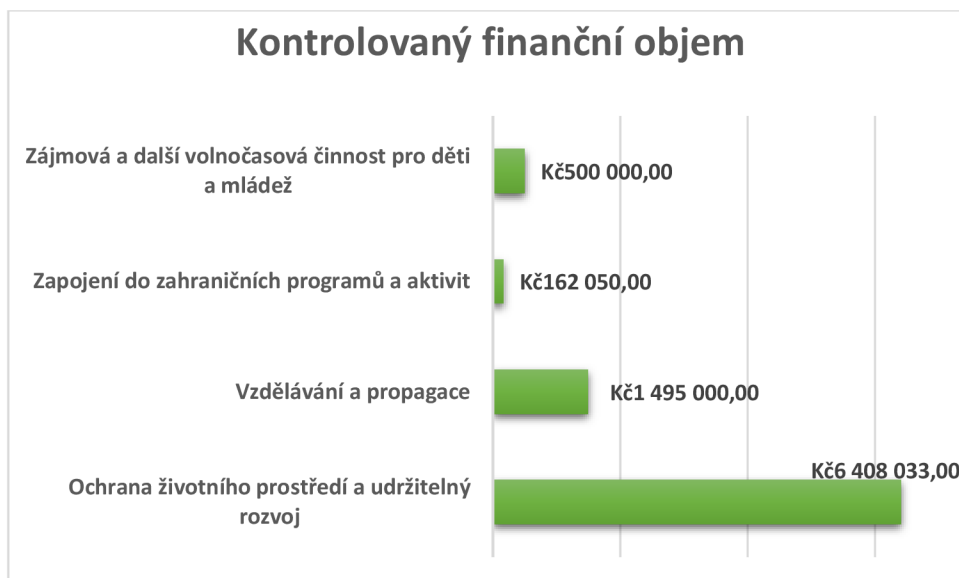 Kontrolovaný finanční objem
Zájmová a další volnočasová činnost pro děti
a mládež
Kč500 000,00
Zapojení do zahraničních programů a aktivit
Kč162 050,00
Vzdělávání a propagace
Kč1 495 000,00
Ochrana životního prostředí a udržitelný
rozvoj
Kč6 408 033,00